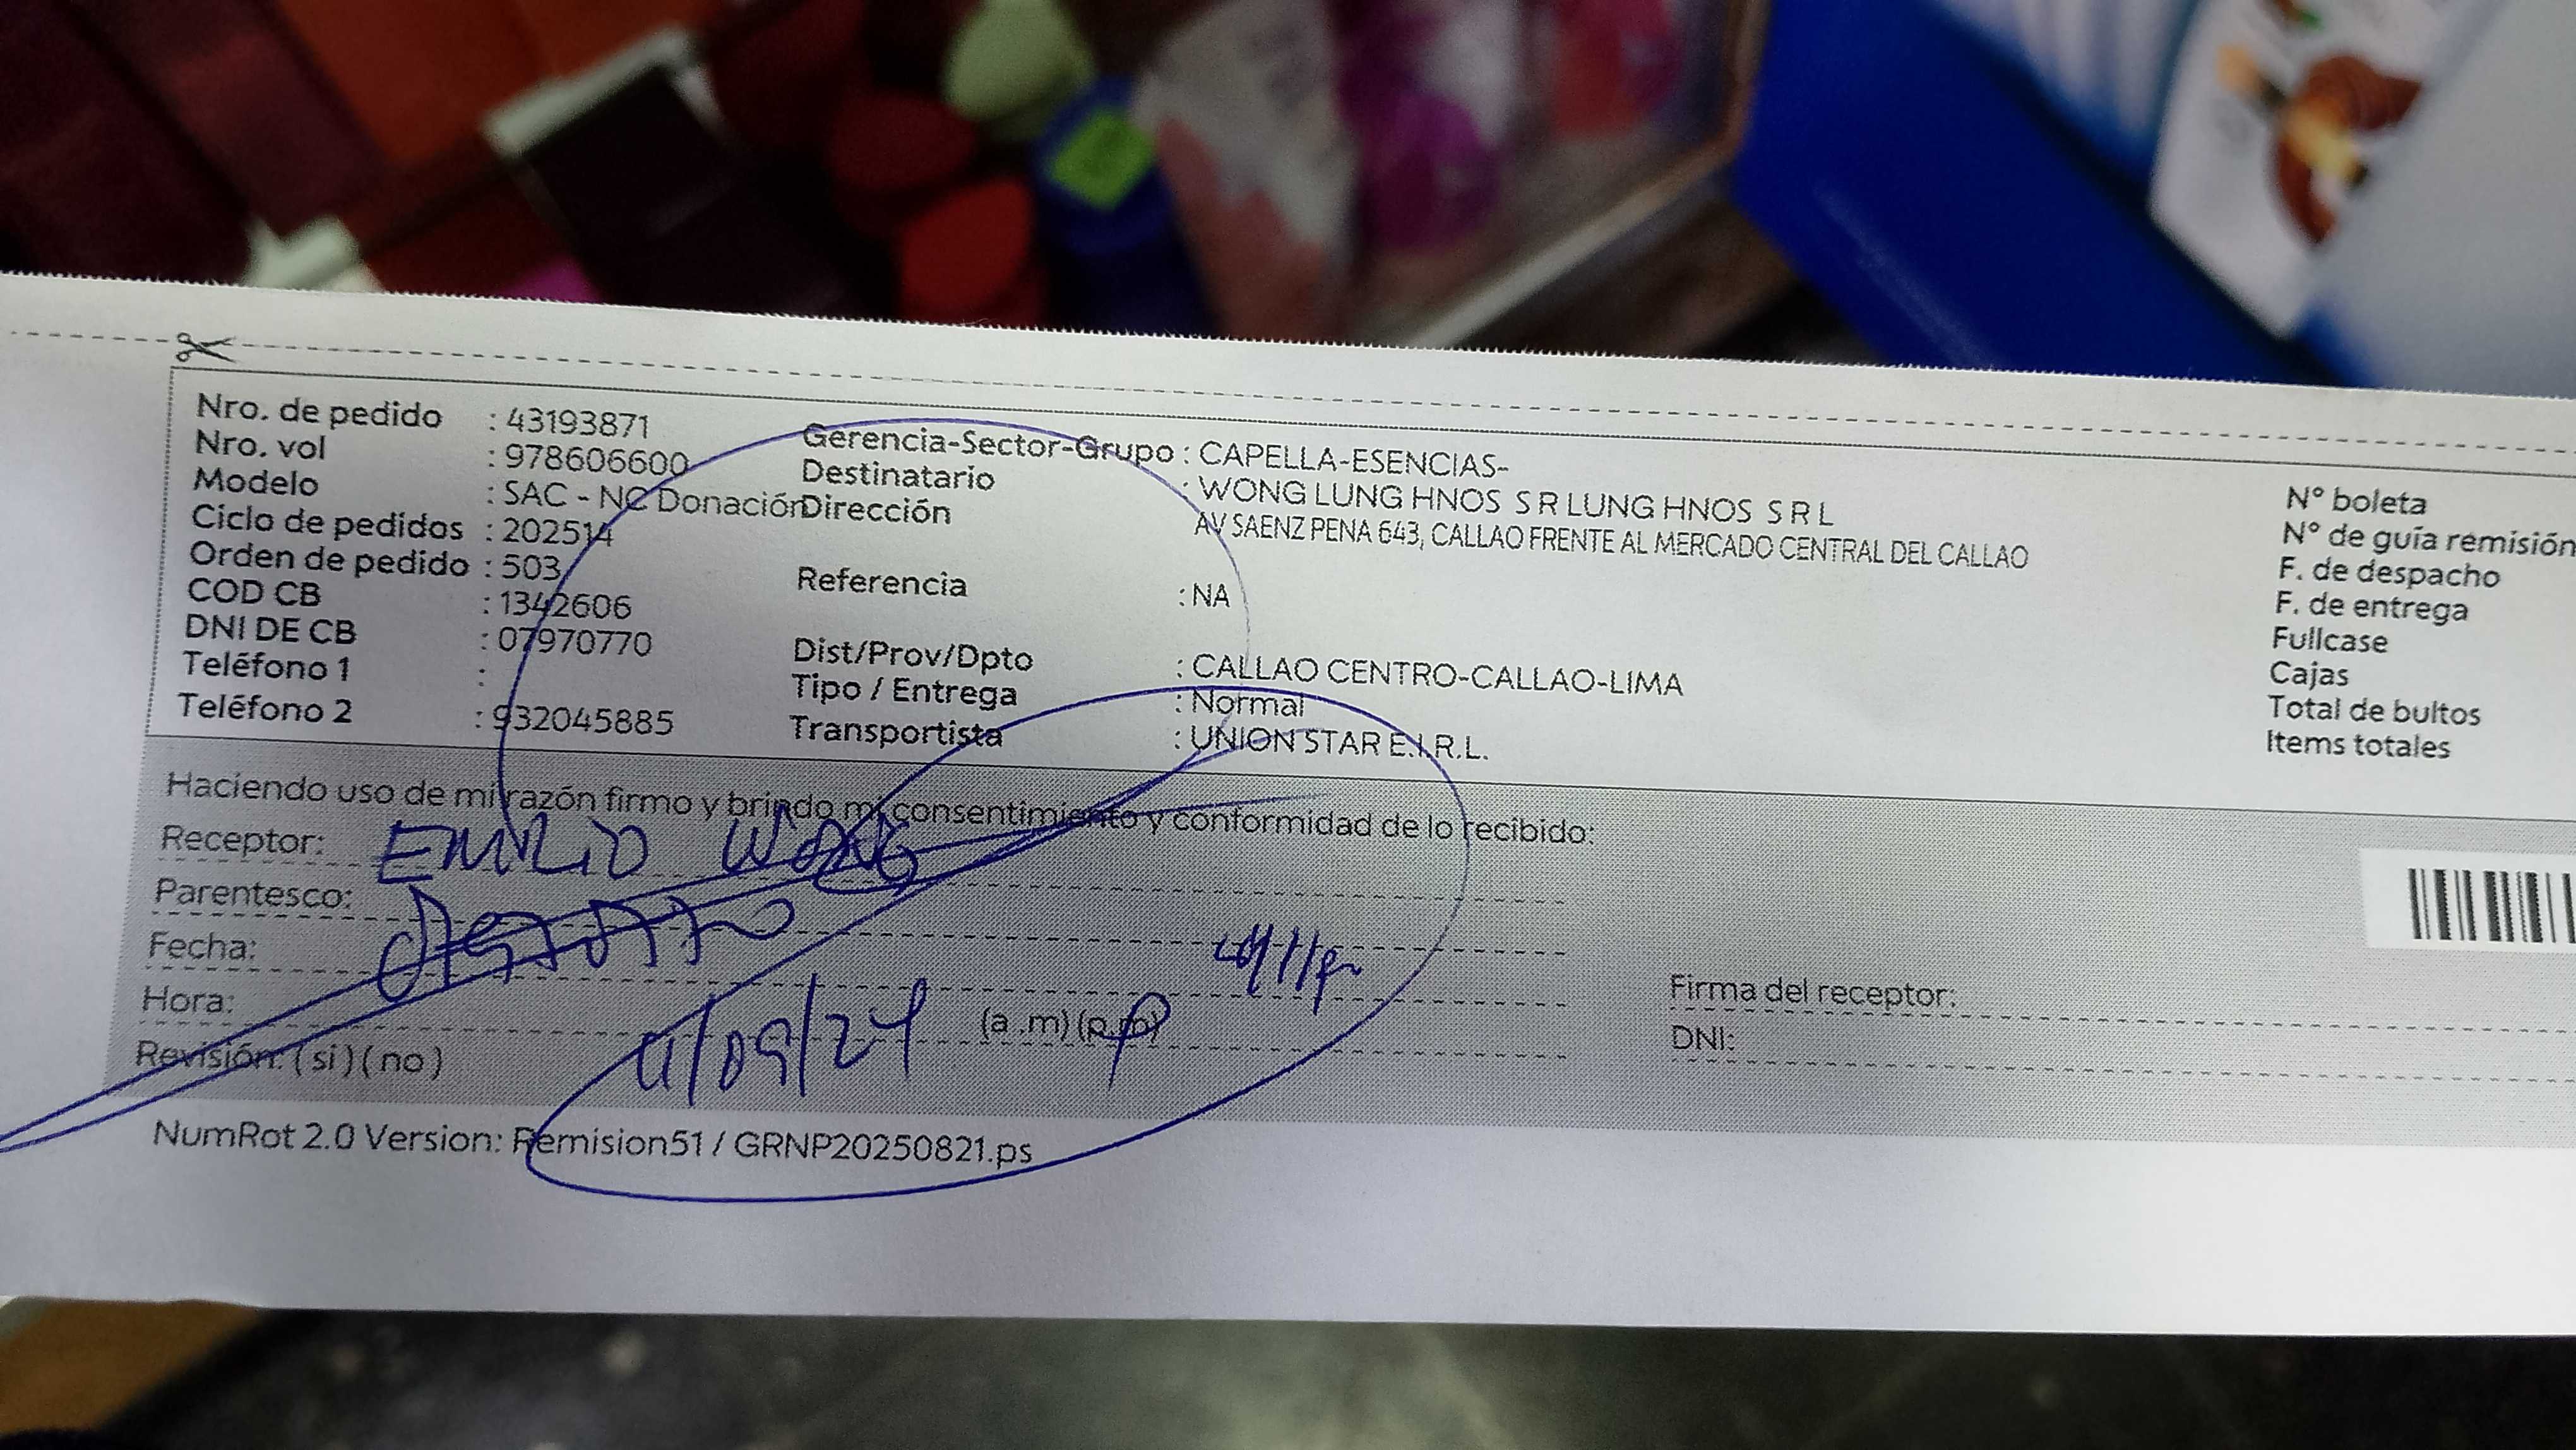 Nro. de pedido : 43193871
Nro. vol : 978606600
Modelo : SAC - NC Donación
Ciclo de pedidos : 202514
Orden de pedido : 503
COD CB : 1342606
DNI DE CB : 07970770
Teléfono 1 :
Teléfono 2 : 932045885
Gerencia-Sector-Grupo : CAPELLA-ESENCIAS-
Destinatario : WONG LUNG HNOS S R LUNG HNOS S R L
Dirección AV SAENZ PENA 643, CALLAO FRENTE AL MERCADO CENTRAL DEL CALLAO
Referencia : NA
Dist/Prov/Dpto : CALLAO CENTRO-CALLAO-LIMA
Tipo / Entrega : Normal
Transportista : UNION STAR E.I.R.L.
N° boleta
N° de guía remisión
F. de despacho
F. de entrega
Fullcase
Cajas
Total de bultos
Items totales
Haciendo uso de mi razón firmo y brindo mi consentimiento y conformidad de lo recibido:
Receptor: EMILIO WONG
Parentesco:
Fecha:
Hora: (a .m) (p.m)
Revisión: ( si ) ( no )
Firma del receptor:
DNI:
NumRot 2.0 Version: Remision51 / GRNP20250821.ps